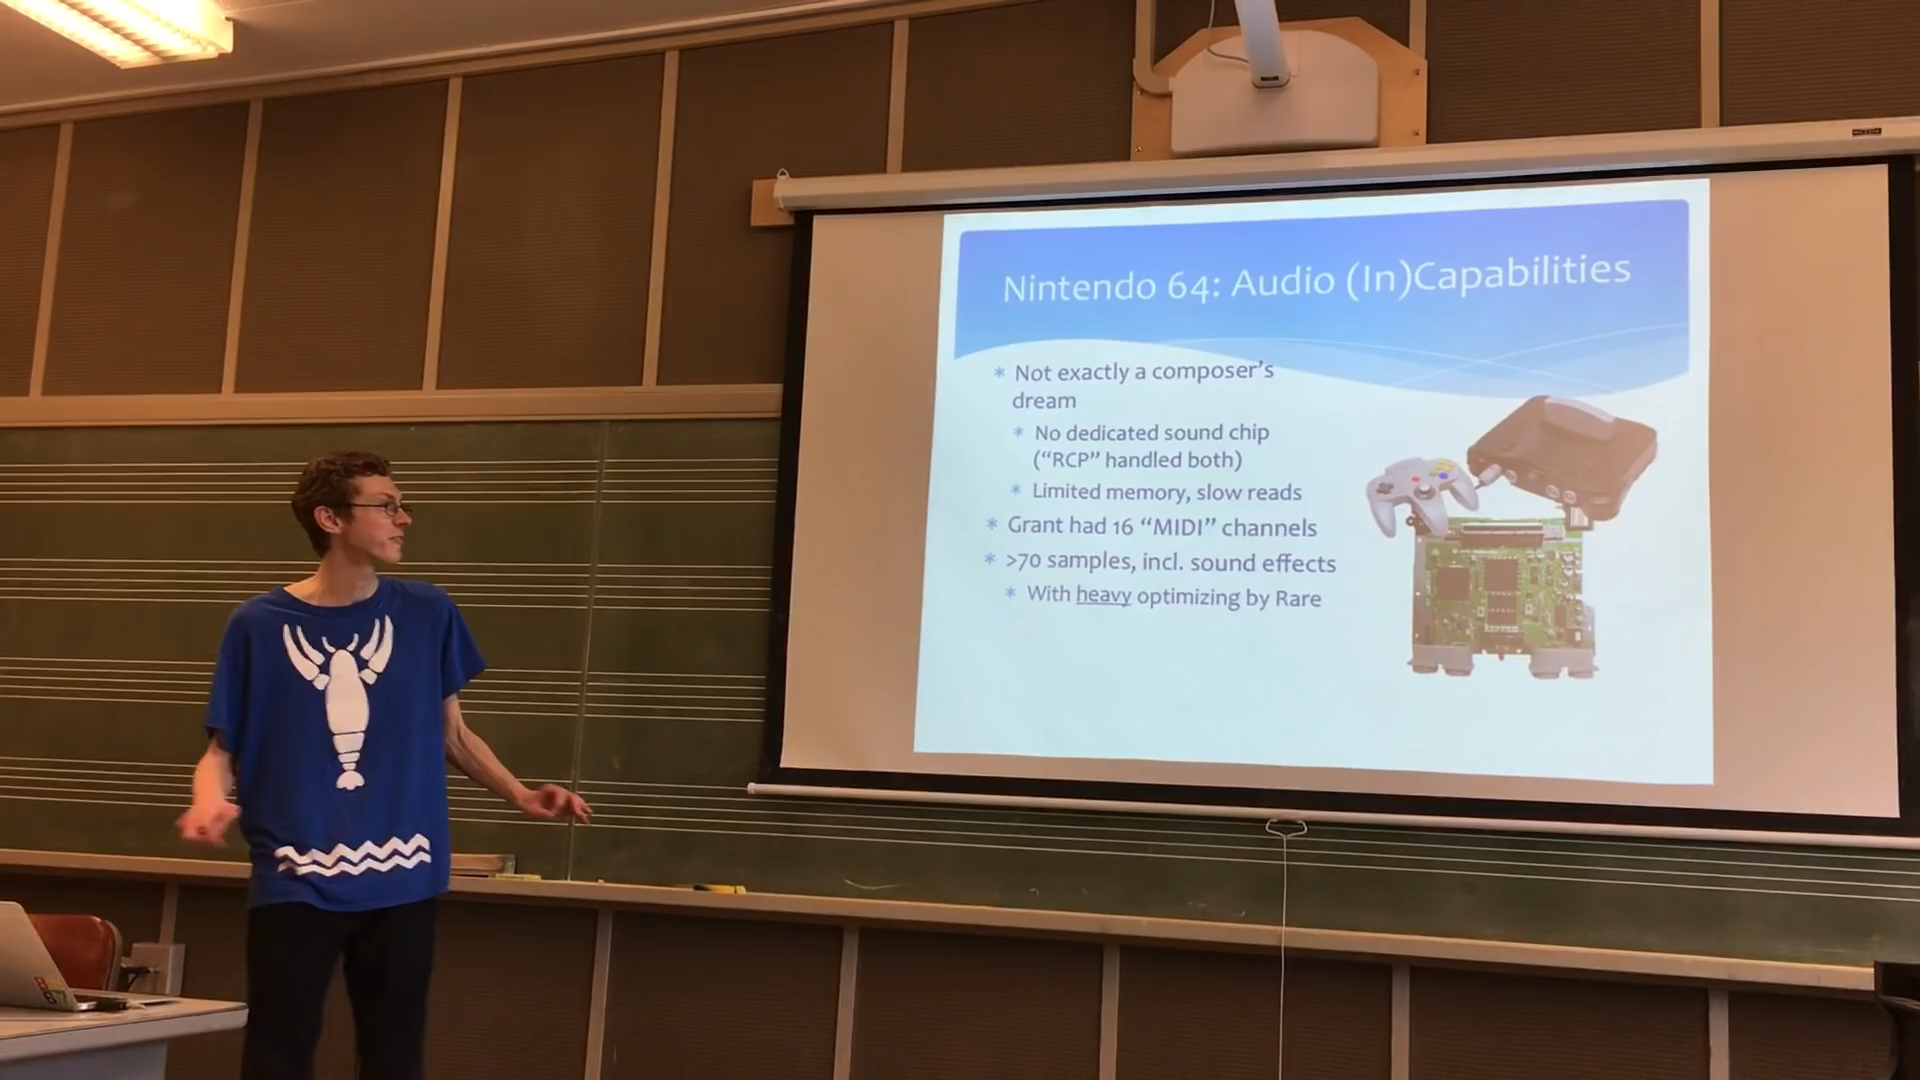 Nintendo 64: Audio (In)Capabilities
* Not exactly a composer's
dream
* No dedicated sound chip
("RCP" handled both)
* Limited memory, slow reads
* Grant had 16 "MIDI" channels
* >70 samples, incl. sound effects
* With heavy optimizing by Rare